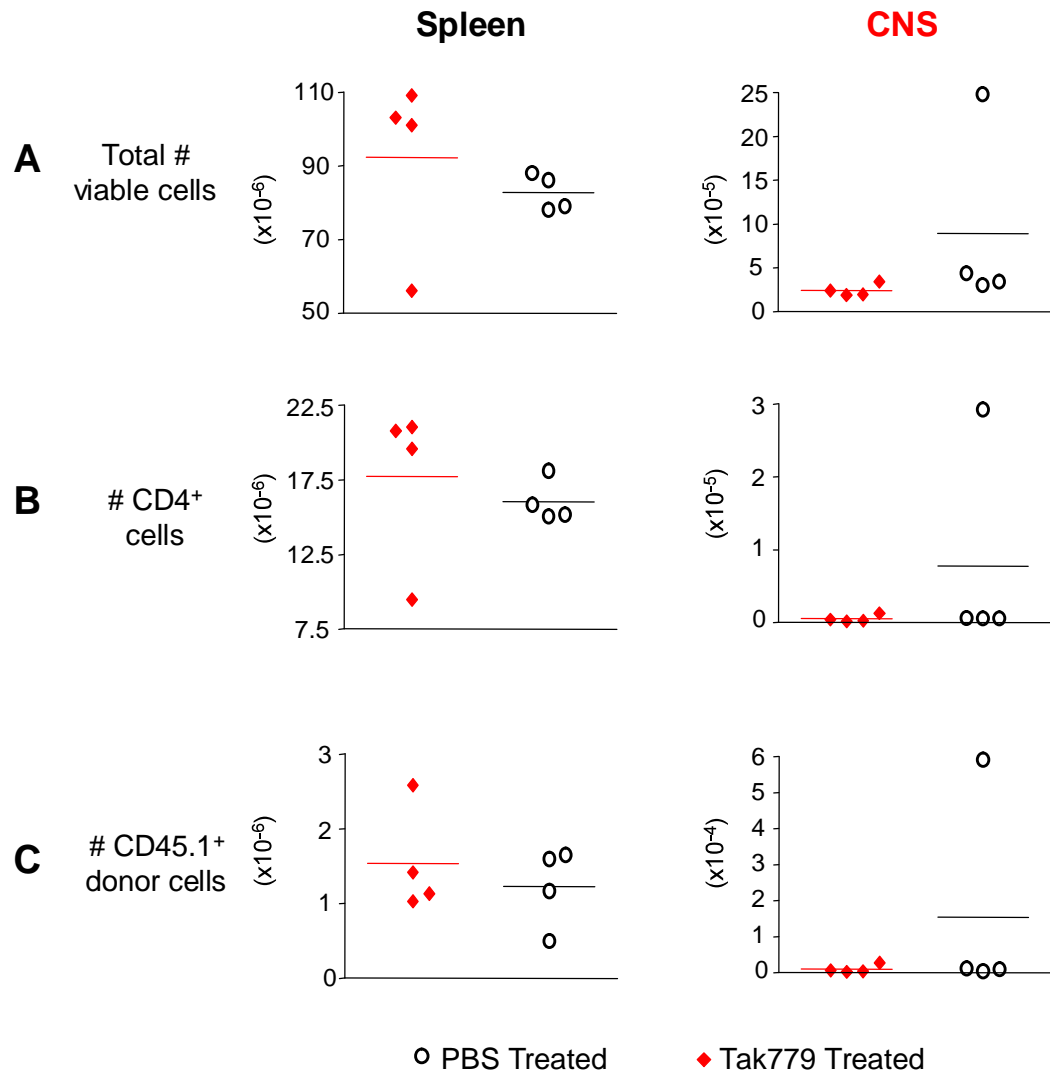 Spleen CNS
A Total # viable cells
(x10⁻⁶)
110
90
70
50
(x10⁻⁵)
25
20
15
10
5
0
B # CD4⁺ cells
(x10⁻⁶)
22.5
17.5
12.5
7.5
(x10⁻⁵)
3
2
1
0
C # CD45.1⁺ donor cells
(x10⁻⁶)
3
2
1
0
(x10⁻⁴)
6
5
4
3
2
1
0
PBS Treated Tak779 Treated